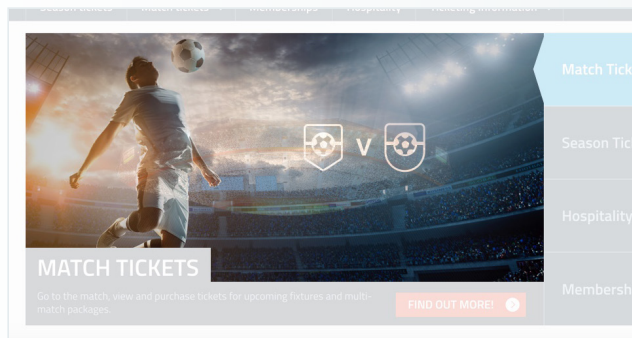 Season Tickets Match Tickets Memberships Hospitality Ticketing Information
Match Tick
V
Season Tic
Hospitality
MATCH TICKETS
Go to the match, view and purchase tickets for upcoming fixtures and multi-
match packages.
FIND OUT MORE!
Membersh